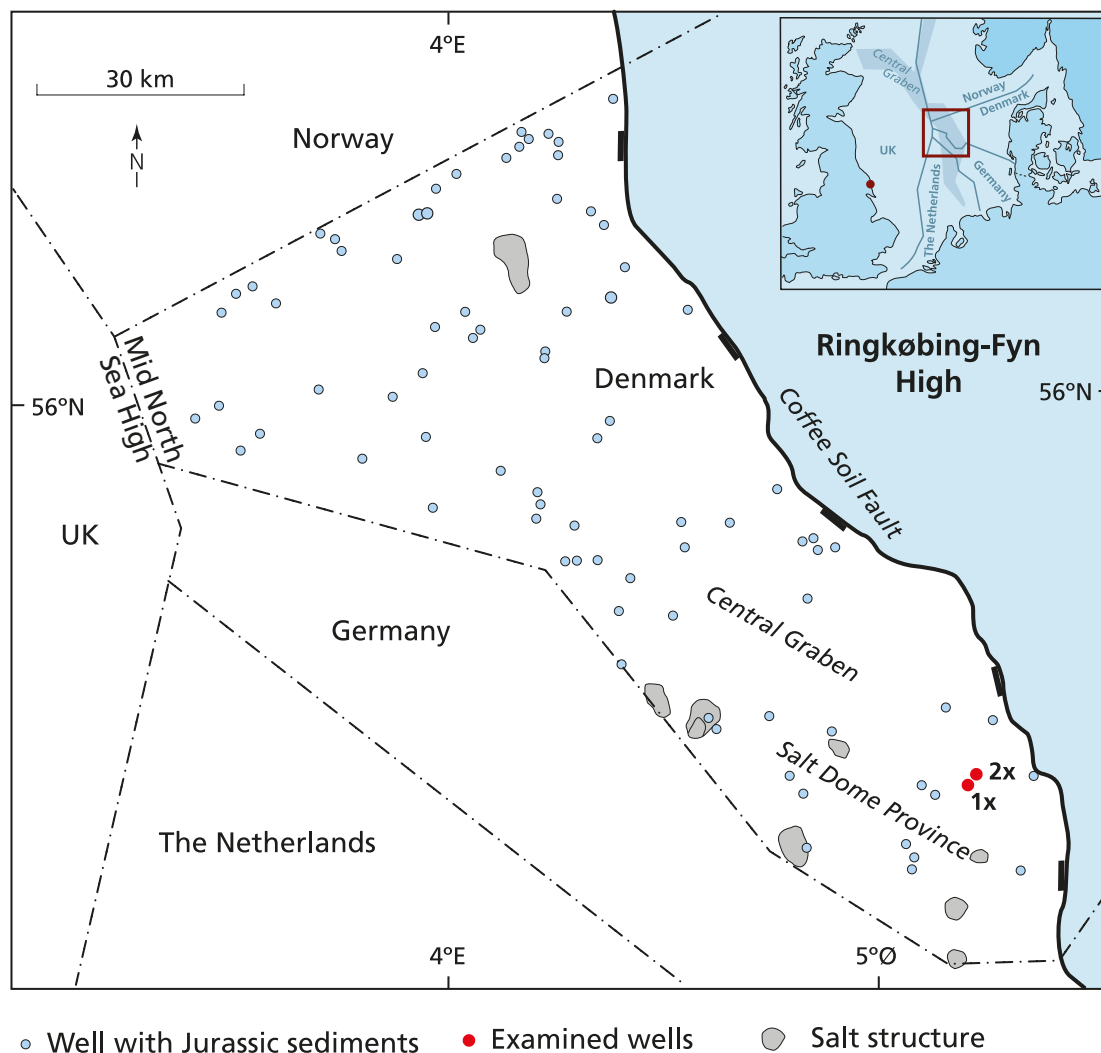 4°E
30 km
N
Norway
Central
Graben
Norway
Denmark
UK
Germany
The Netherlands
Ringkøbing-Fyn
High
Denmark
56°N
56°N
Mid North
Sea High
Coffee Soil Fault
UK
Central Graben
Germany
Salt Dome Province
2x
1x
The Netherlands
4°E
5°Ø
Well with Jurassic sediments
Examined wells
Salt structure